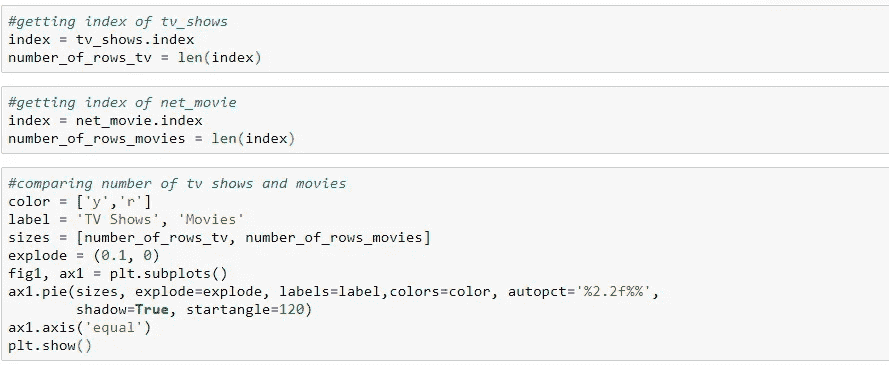 #getting index of tv_shows
index = tv_shows.index
number_of_rows_tv = len(index)
#getting index of net_movie
index = net_movie.index
number_of_rows_movies = len(index)
#comparing number of tv shows and movies
color = ['y','r']
label = 'TV Shows', 'Movies'
sizes = [number_of_rows_tv, number_of_rows_movies]
explode = (0.1, 0)
fig1, ax1 = plt.subplots()
ax1.pie(sizes, explode=explode, labels=label,colors=color, autopct='%2.2f%%',
        shadow=True, startangle=120)
ax1.axis('equal')
plt.show()